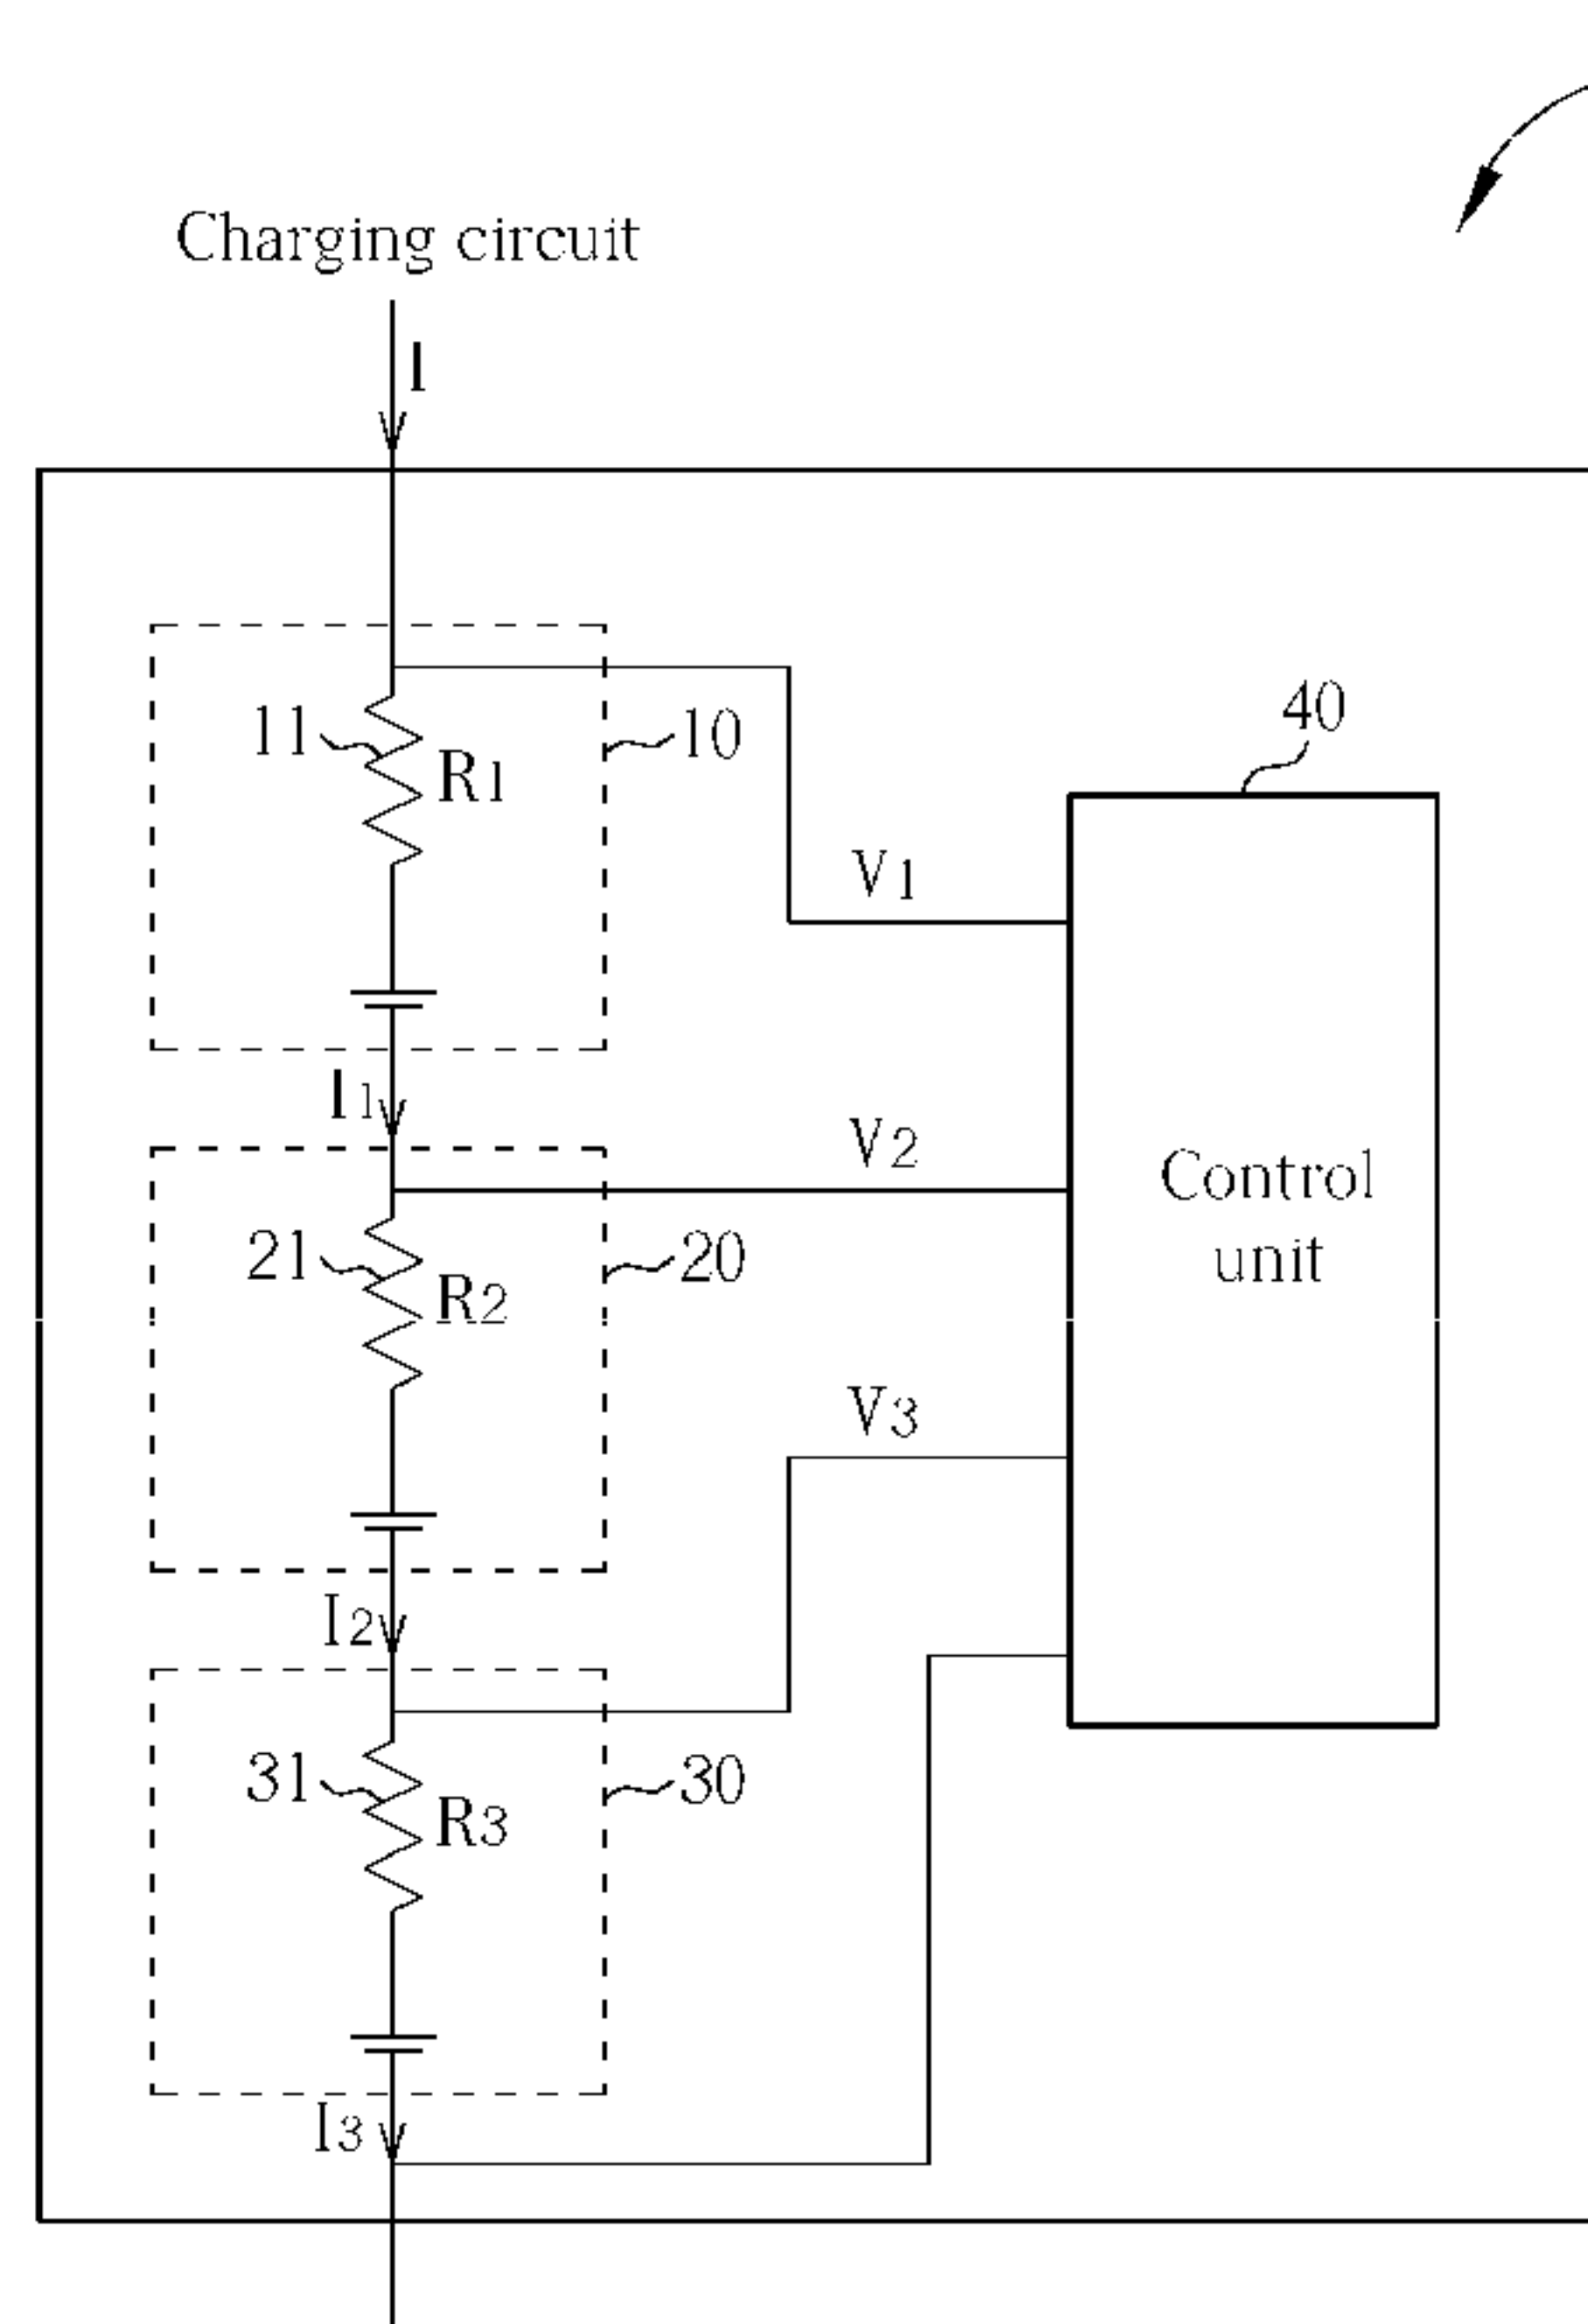 Charging circuit
I
11
R1
10
40
V1
I1
V2
Control
unit
21
R2
20
V3
I2
31
R3
30
I3